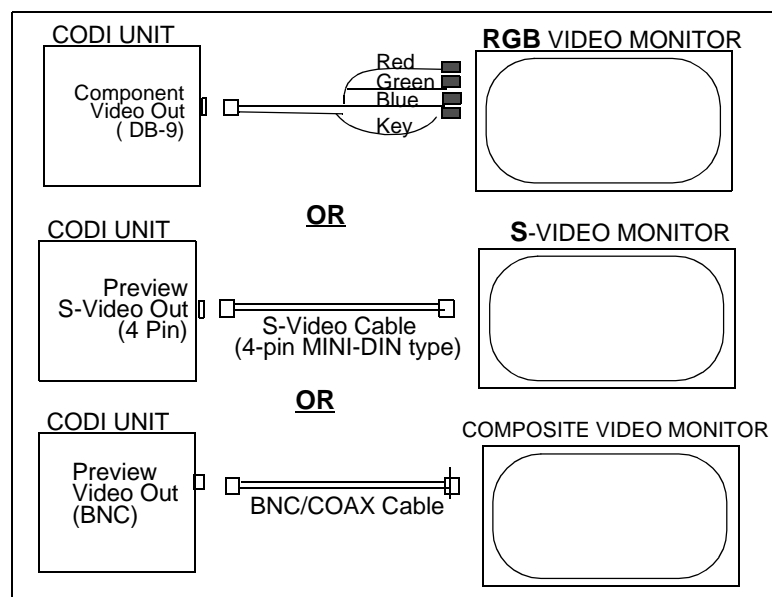 CODI UNIT
RGB VIDEO MONITOR
Component
Video Out
( DB-9)
Red
Green
Blue
Key
OR
CODI UNIT
S-VIDEO MONITOR
Preview
S-Video Out
(4 Pin)
S-Video Cable
(4-pin MINI-DIN type)
OR
CODI UNIT
COMPOSITE VIDEO MONITOR
Preview
Video Out
(BNC)
BNC/COAX Cable